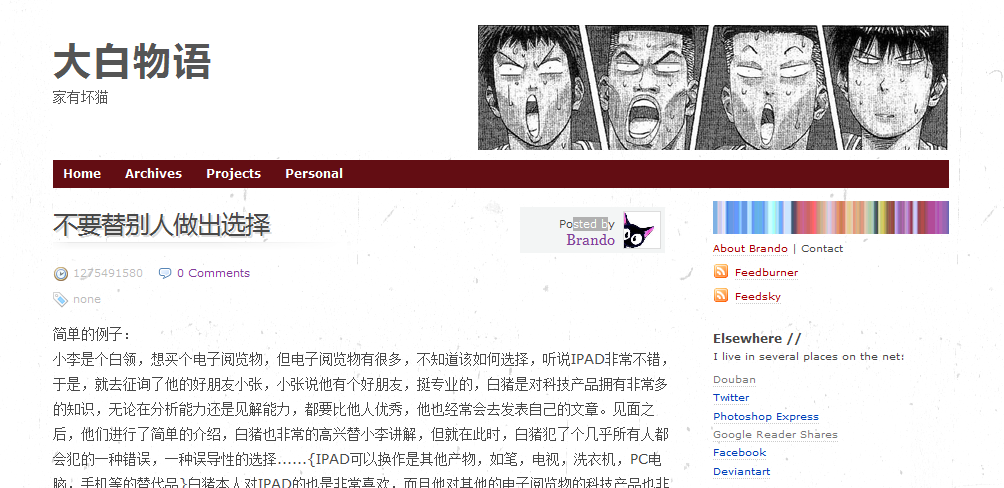 大白物语
家有坏猫
Home Archives Projects Personal
不要替别人做出选择
Posted by
Brando
1275491580 0 Comments
none
简单的例子：
小李是个白领，想买个电子阅览物，但电子阅览物有很多，不知道该如何选择，听说IPAD非常不错，
于是，就去征询了他的好朋友小张，小张说他有个好朋友，挺专业的，白猪是对科技产品拥有非常多
的知识，无论在分析能力还是见解能力，都要比他人优秀，他也经常会去发表自己的文章。见面之
后，他们进行了简单的介绍，白猪也非常的高兴替小李讲解，但就在此时，白猪犯了个几乎所有人都
会犯的一种错误，一种误导性的选择……{IPAD可以换作是其他产物，如笔，电视，洗衣机，PC电
脑，手机等的替代品}白猪本人对IPAD的也是非常喜欢，而且他对其他的电子阅览物的科技产品也非
About Brando | Contact
Feedburner
Feedsky
Elsewhere //
I live in several places on the net:
Douban
Twitter
Photoshop Express
Google Reader Shares
Facebook
Deviantart